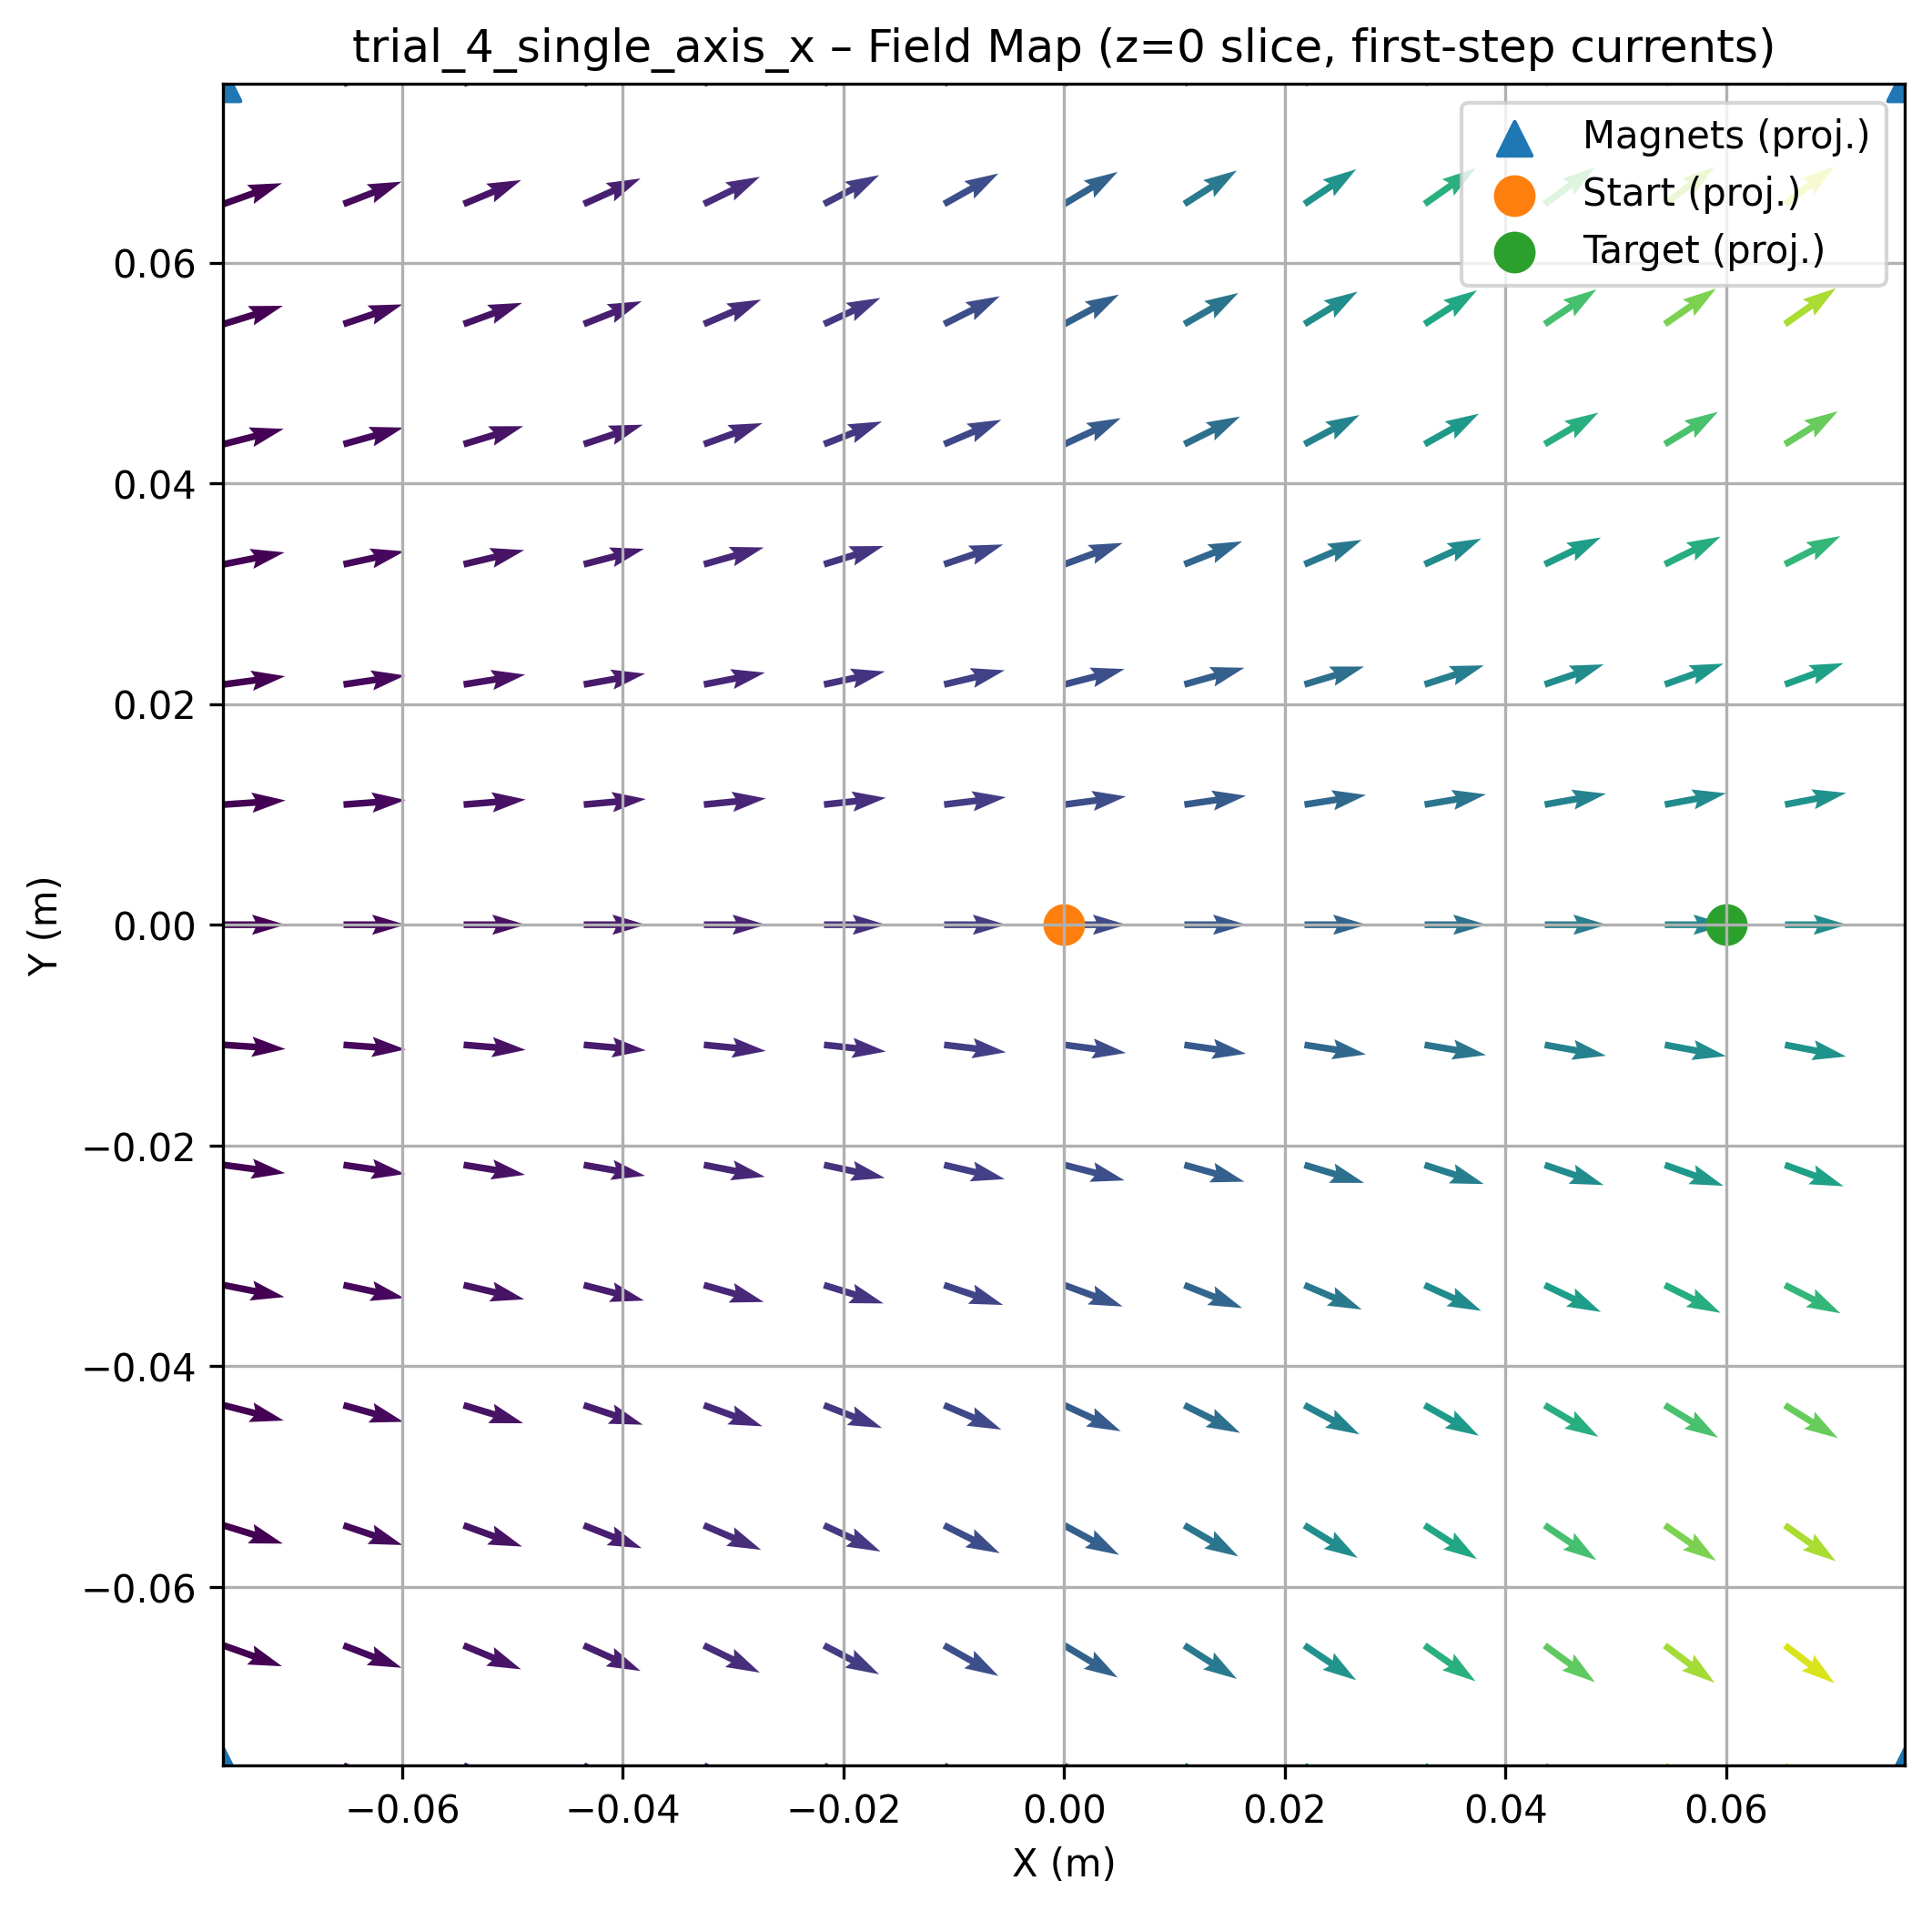 trial_4_single_axis_x – Field Map (z=0 slice, first-step currents)
Magnets (proj.)
Start (proj.)
Target (proj.)
0.06
0.04
0.02
0.00
−0.02
−0.04
−0.06
Y (m)
−0.06 −0.04 −0.02 0.00 0.02 0.04 0.06
X (m)